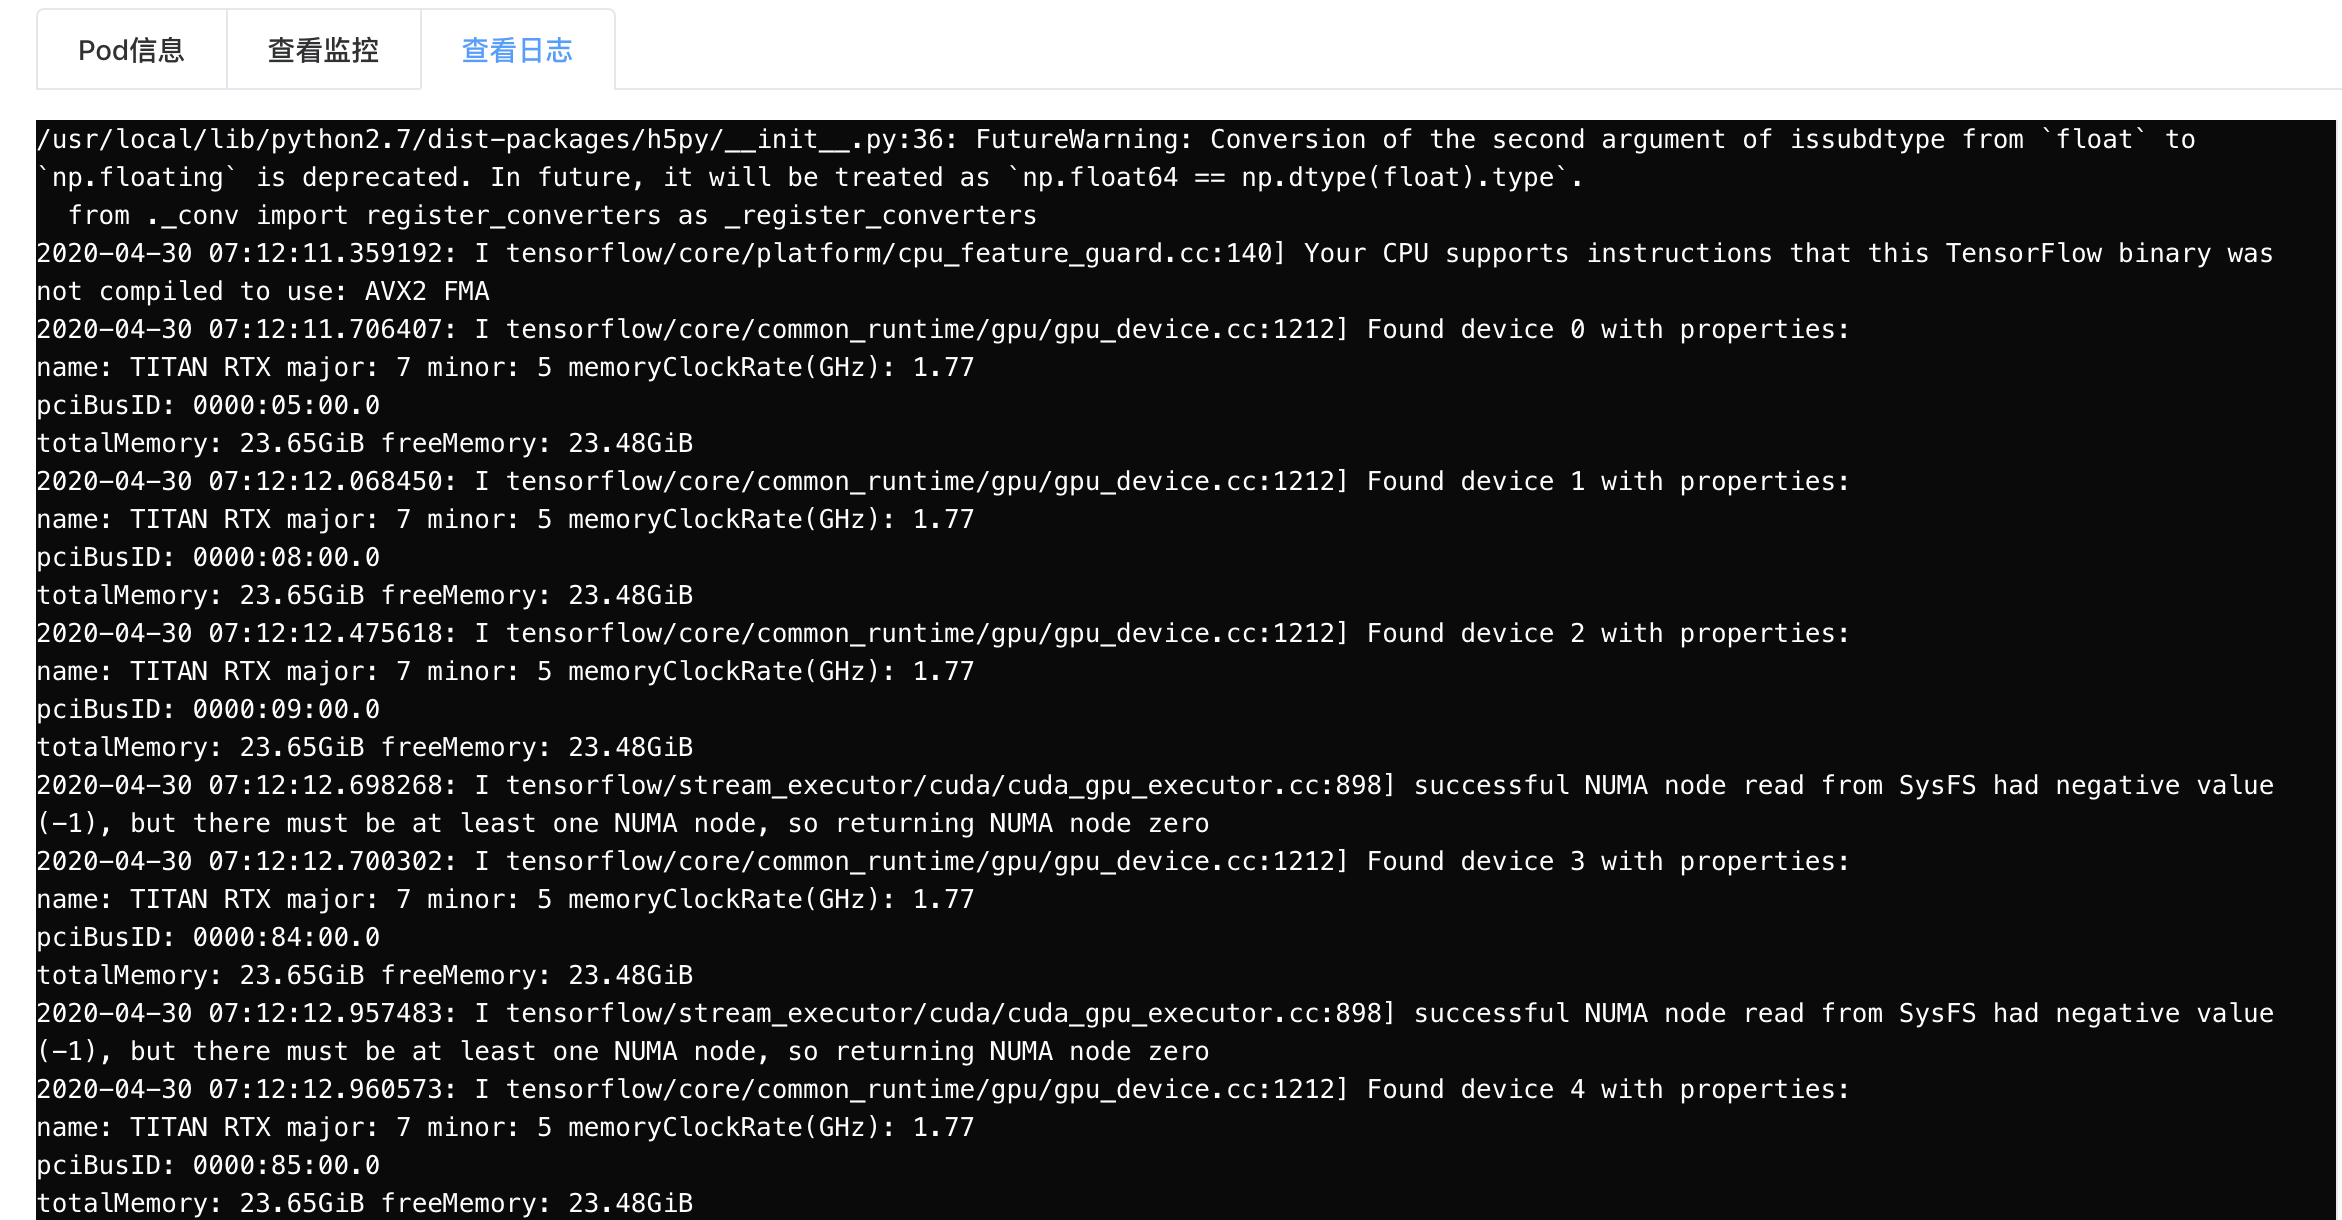 Pod信息
查看监控
查看日志
/usr/local/lib/python2.7/dist-packages/h5py/__init__.py:36: FutureWarning: Conversion of the second argument of issubdtype from `float` to
`np.floating` is deprecated. In future, it will be treated as `np.float64 == np.dtype(float).type`.
  from ._conv import register_converters as _register_converters
2020-04-30 07:12:11.359192: I tensorflow/core/platform/cpu_feature_guard.cc:140] Your CPU supports instructions that this TensorFlow binary was
not compiled to use: AVX2 FMA
2020-04-30 07:12:11.706407: I tensorflow/core/common_runtime/gpu/gpu_device.cc:1212] Found device 0 with properties:
name: TITAN RTX major: 7 minor: 5 memoryClockRate(GHz): 1.77
pciBusID: 0000:05:00.0
totalMemory: 23.65GiB freeMemory: 23.48GiB
2020-04-30 07:12:12.068450: I tensorflow/core/common_runtime/gpu/gpu_device.cc:1212] Found device 1 with properties:
name: TITAN RTX major: 7 minor: 5 memoryClockRate(GHz): 1.77
pciBusID: 0000:08:00.0
totalMemory: 23.65GiB freeMemory: 23.48GiB
2020-04-30 07:12:12.475618: I tensorflow/core/common_runtime/gpu/gpu_device.cc:1212] Found device 2 with properties:
name: TITAN RTX major: 7 minor: 5 memoryClockRate(GHz): 1.77
pciBusID: 0000:09:00.0
totalMemory: 23.65GiB freeMemory: 23.48GiB
2020-04-30 07:12:12.698268: I tensorflow/stream_executor/cuda/cuda_gpu_executor.cc:898] successful NUMA node read from SysFS had negative value
(-1), but there must be at least one NUMA node, so returning NUMA node zero
2020-04-30 07:12:12.700302: I tensorflow/core/common_runtime/gpu/gpu_device.cc:1212] Found device 3 with properties:
name: TITAN RTX major: 7 minor: 5 memoryClockRate(GHz): 1.77
pciBusID: 0000:84:00.0
totalMemory: 23.65GiB freeMemory: 23.48GiB
2020-04-30 07:12:12.957483: I tensorflow/stream_executor/cuda/cuda_gpu_executor.cc:898] successful NUMA node read from SysFS had negative value
(-1), but there must be at least one NUMA node, so returning NUMA node zero
2020-04-30 07:12:12.960573: I tensorflow/core/common_runtime/gpu/gpu_device.cc:1212] Found device 4 with properties:
name: TITAN RTX major: 7 minor: 5 memoryClockRate(GHz): 1.77
pciBusID: 0000:85:00.0
totalMemory: 23.65GiB freeMemory: 23.48GiB